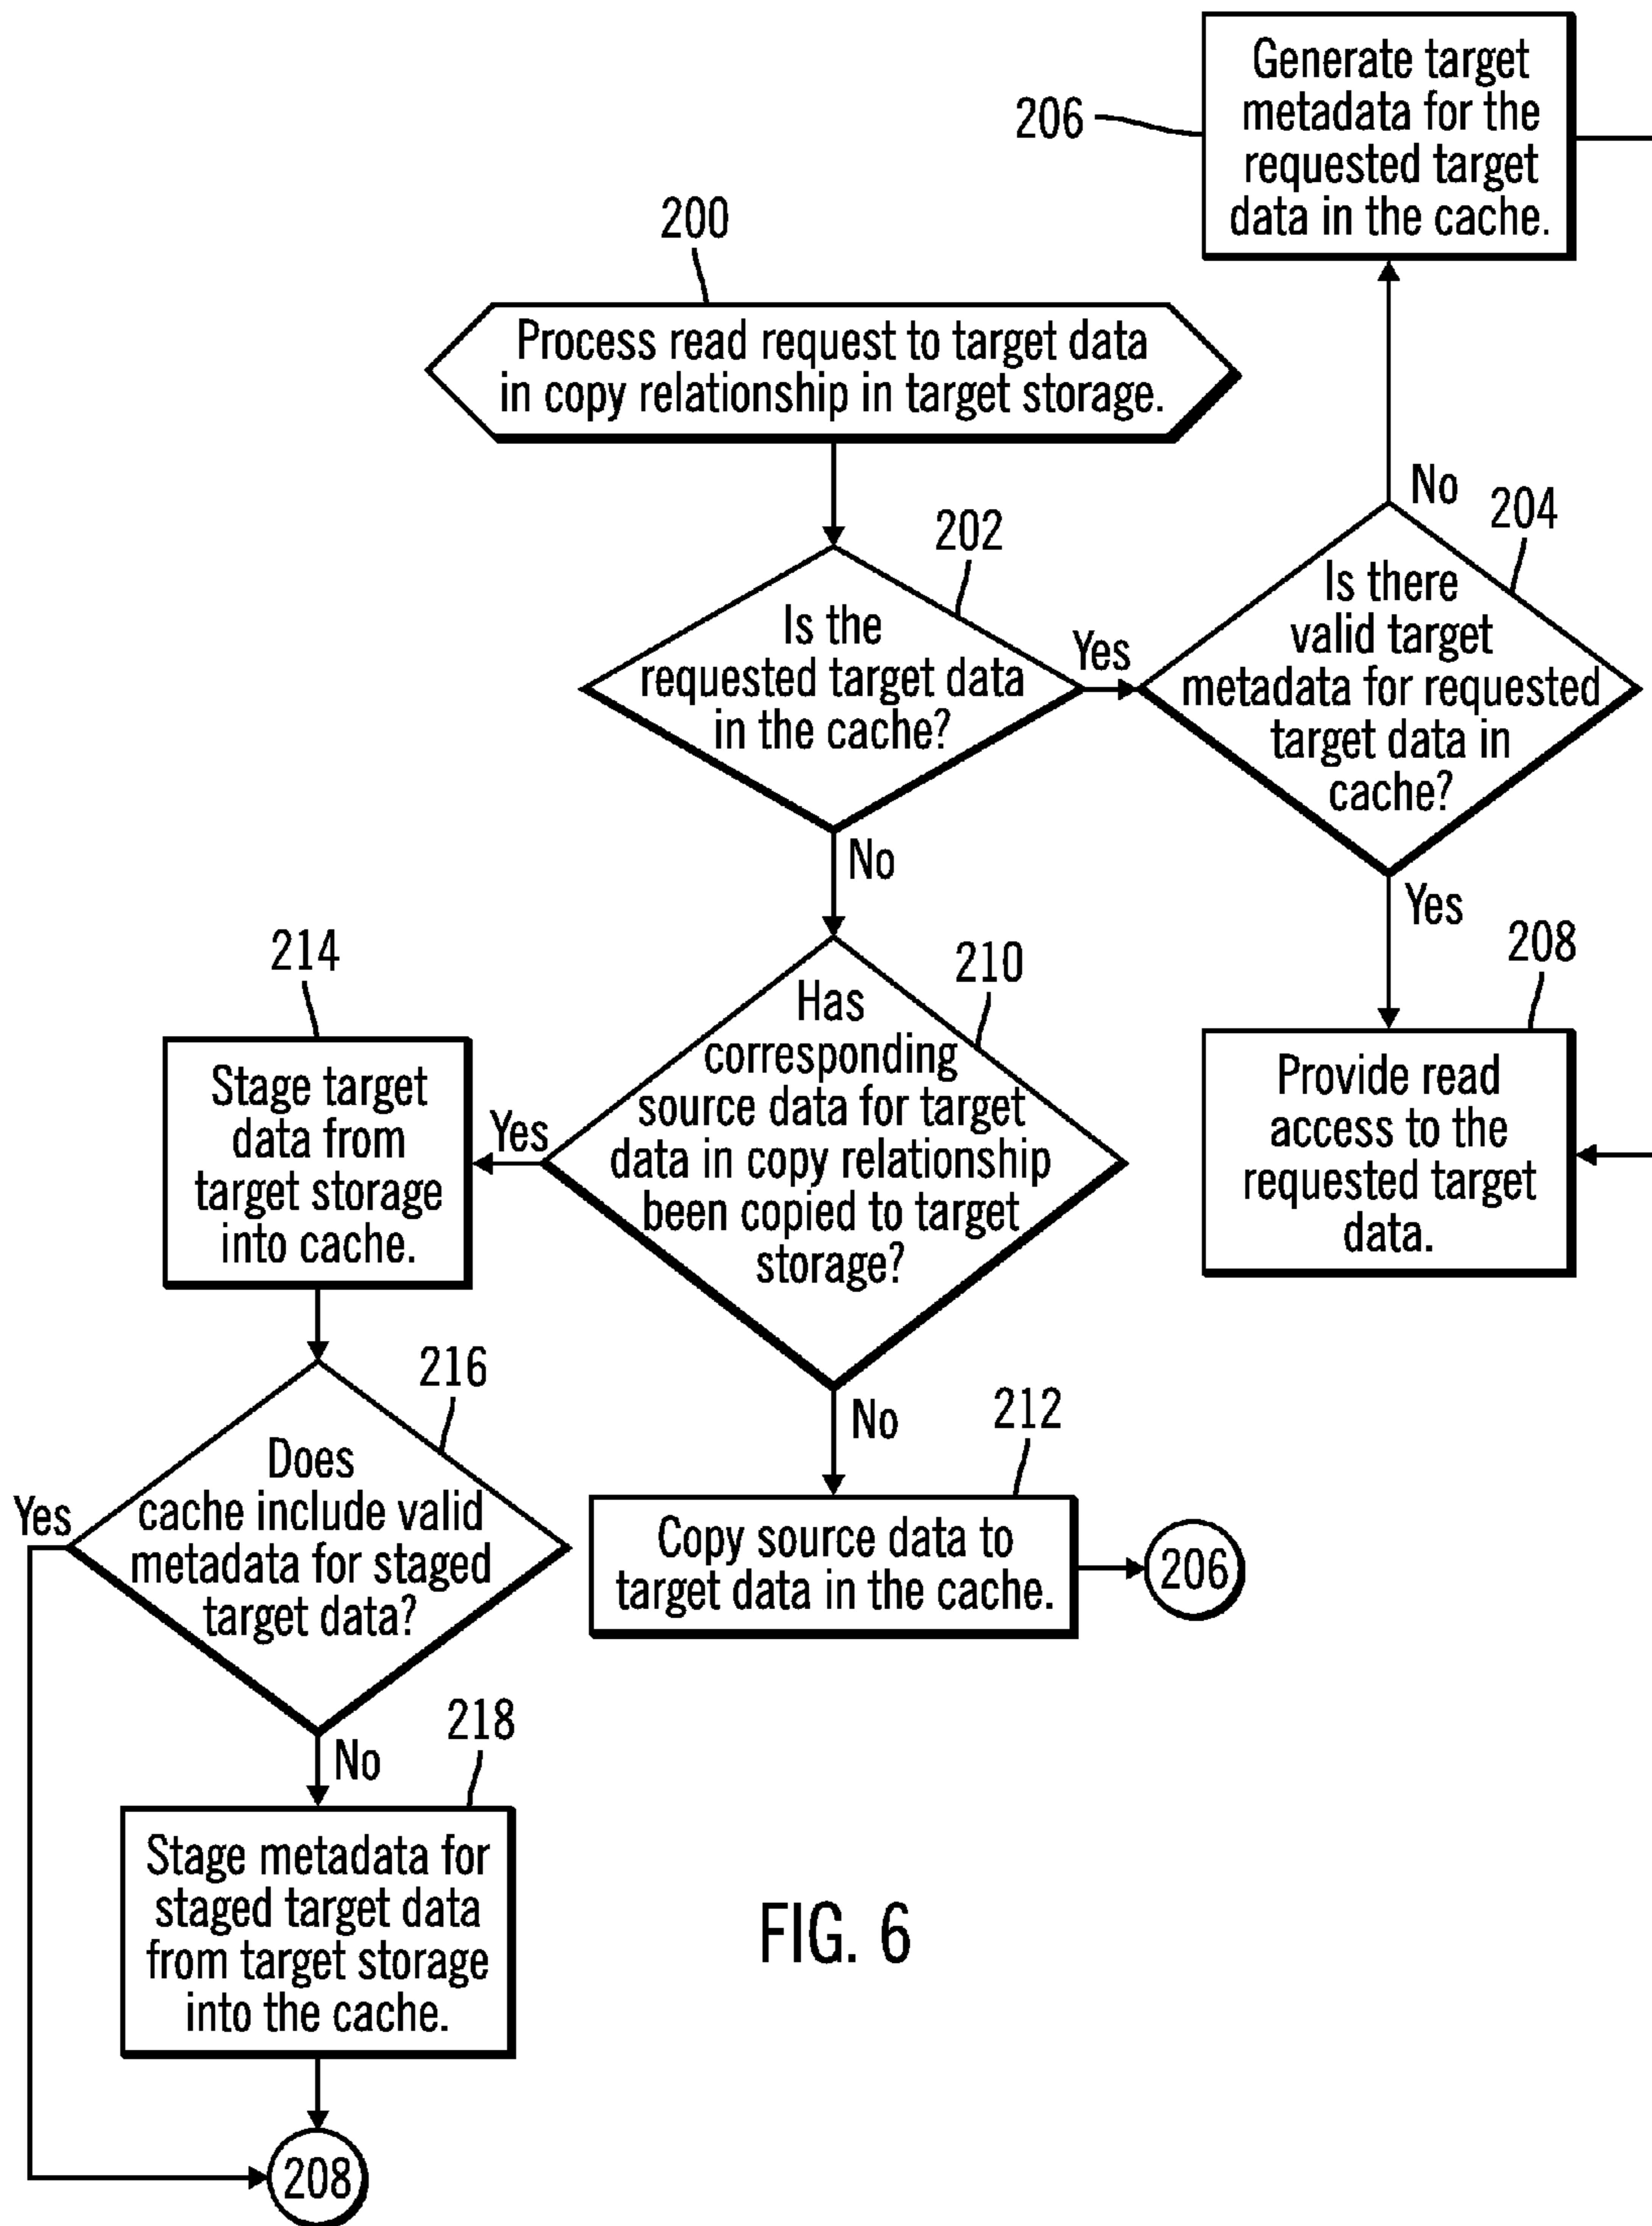 Generate target
metadata for the
requested target
data in the cache.
206
200
Process read request to target data
in copy relationship in target storage.
202
Is the
requested target data
in the cache?
Yes
No
No
204
Is there
valid target
metadata for requested
target data in
cache?
Yes
208
Provide read
access to the
requested target
data.
210
Has
corresponding
source data for target
data in copy relationship
been copied to target
storage?
Yes
No
214
Stage target
data from
target storage
into cache.
216
Does
cache include valid
metadata for staged
target data?
Yes
No
212
Copy source data to
target data in the cache.
206
218
Stage metadata for
staged target data
from target storage
into the cache.
208
FIG. 6